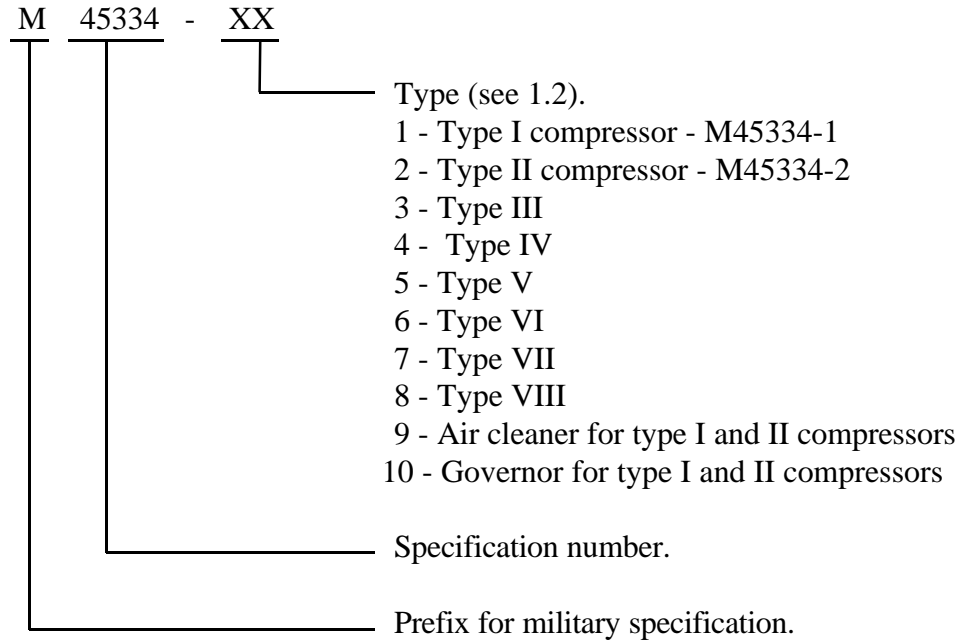 M 45334 - XX
Type (see 1.2).
1 - Type I compressor - M45334-1
2 - Type II compressor - M45334-2
3 - Type III
4 - Type IV
5 - Type V
6 - Type VI
7 - Type VII
8 - Type VIII
9 - Air cleaner for type I and II compressors
10 - Governor for type I and II compressors
Specification number.
Prefix for military specification.